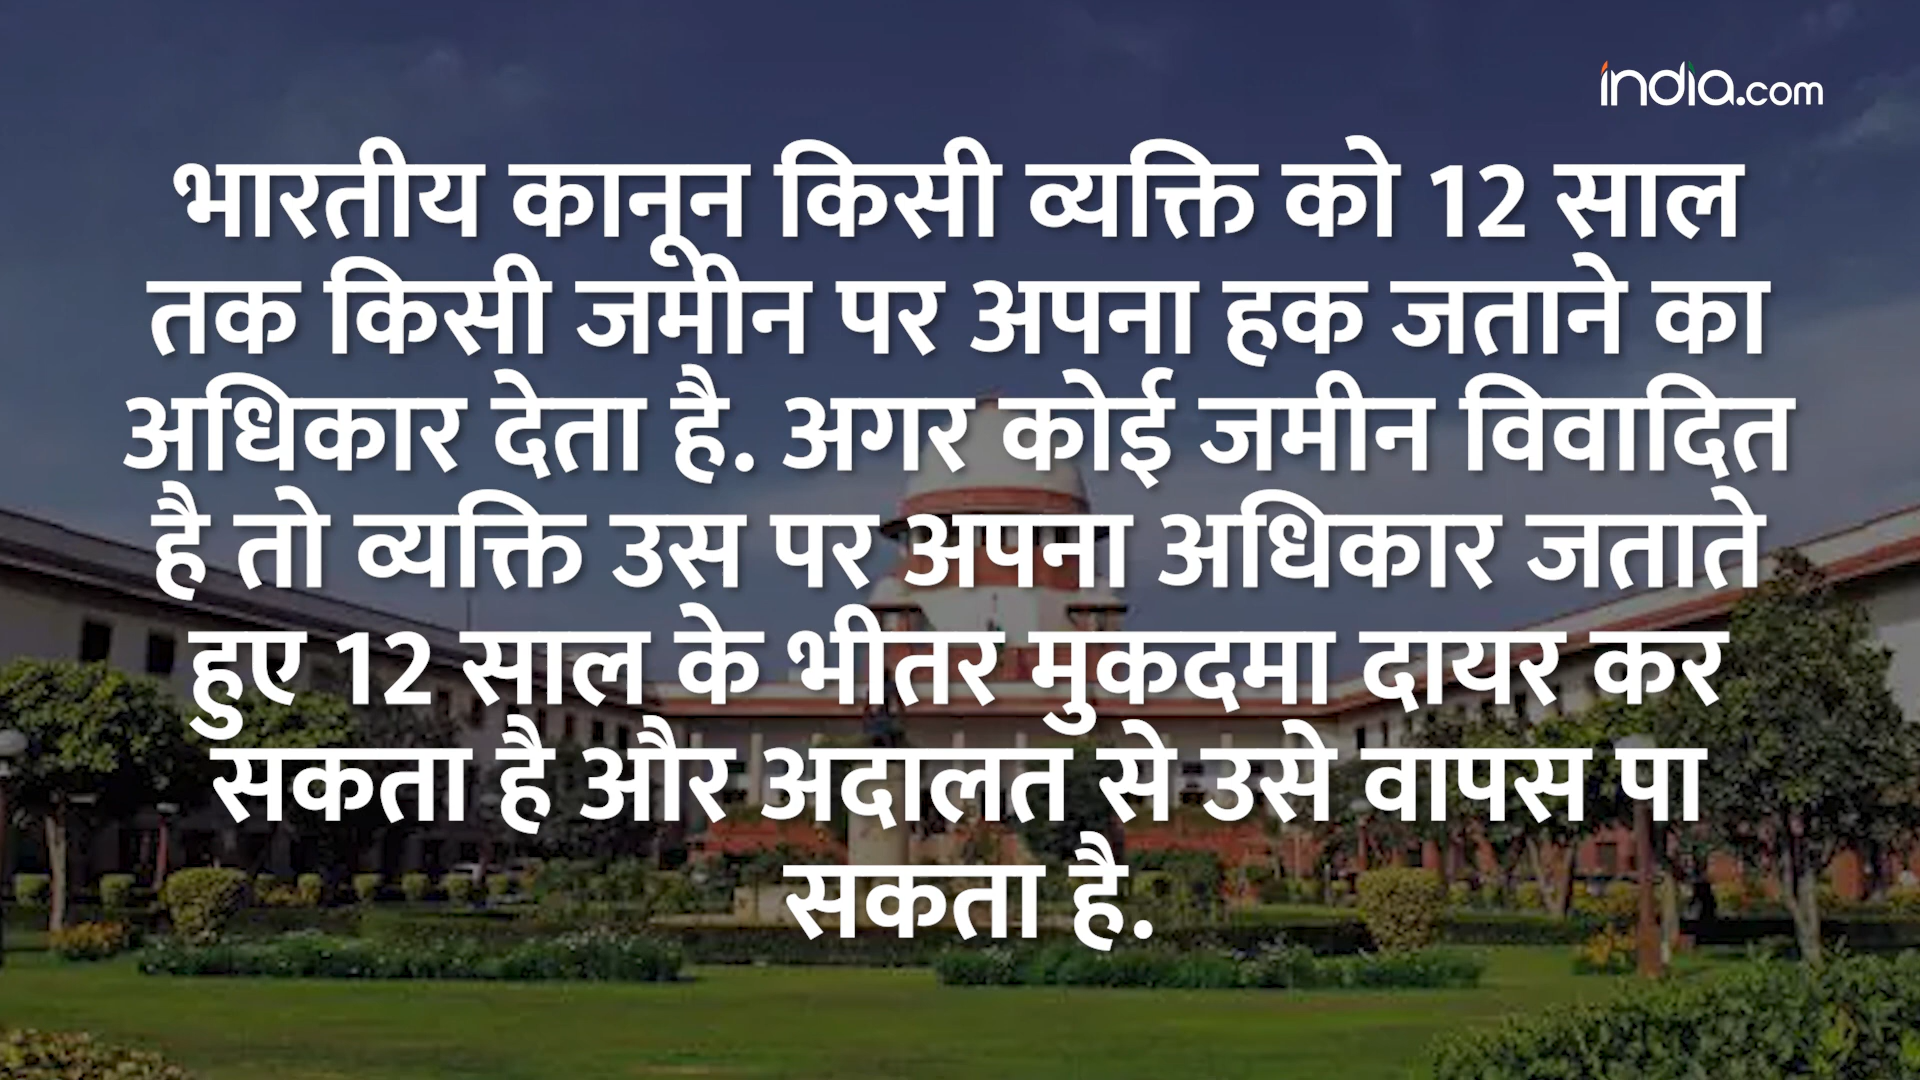 india.com
भारतीय कानून किसी व्यक्ति को 12 साल
तक किसी जमीन पर अपना हक जताने का
अधिकार देता है. अगर कोई जमीन विवादित
है तो व्यक्ति उस पर अपना अधिकार जताते
हुए 12 साल के भीतर मुकदमा दायर कर
सकता है और अदालत से उसे वापस पा
सकता है.